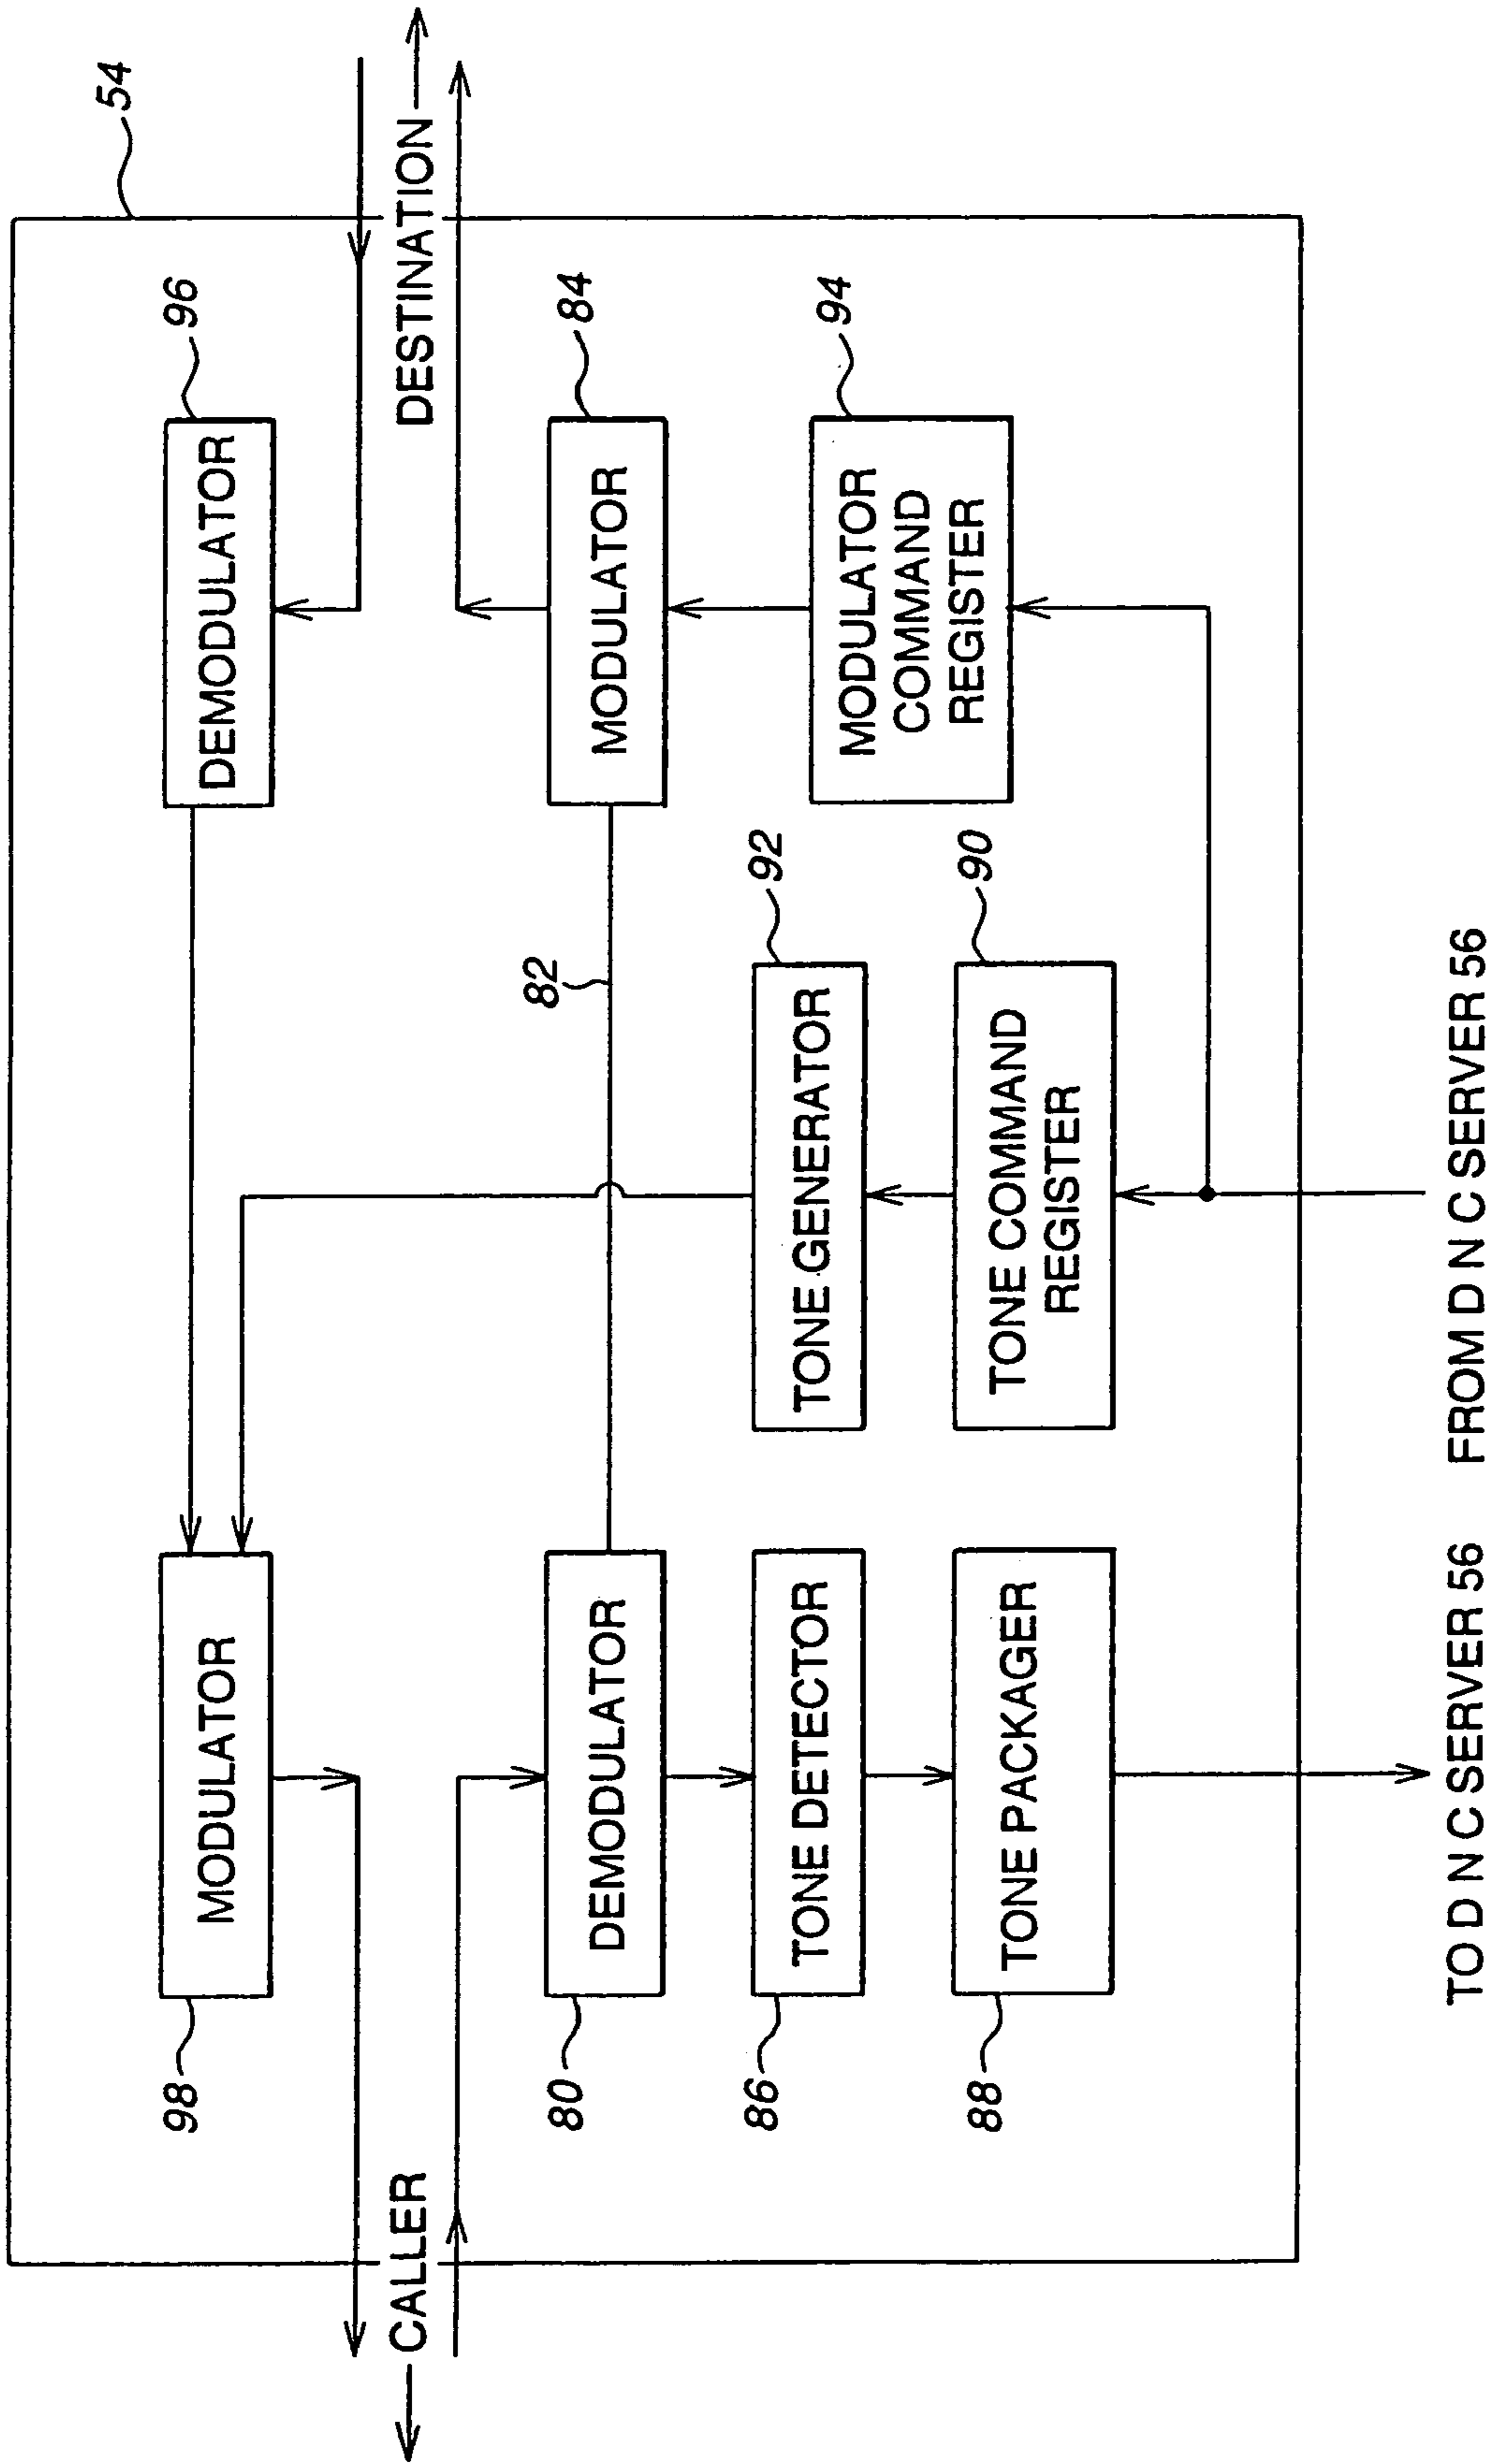 54
98
MODULATOR
DEMODULATOR
96
CALLER
DESTINATION
80
DEMODULATOR
82
MODULATOR
84
86
TONE DETECTOR
TONE GENERATOR
92
MODULATOR
COMMAND
REGISTER
94
88
TONE PACKAGER
TONE COMMAND
REGISTER
90
TO D N C SERVER 56
FROM D N C SERVER 56